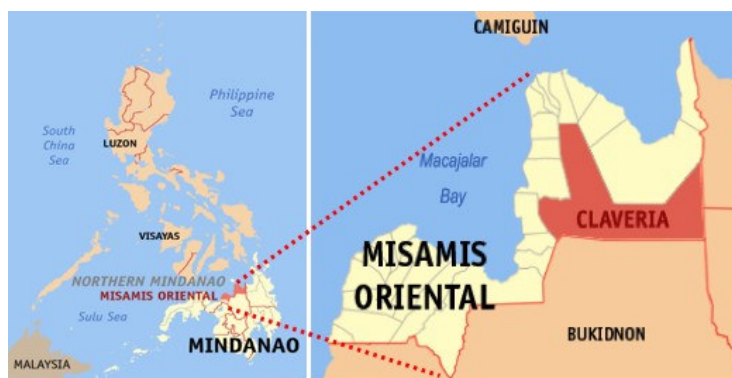 Philippine
Sea
South
China
Sea
LUZON
VISAYAS
NORTHERN MINDANAO
MISAMIS ORIENTAL
Sulu Sea
MINDANAO
MALAYSIA
CAMIGUIN
Macajalar
Bay
CLAVERIA
MISAMIS
ORIENTAL
BUKIDNON